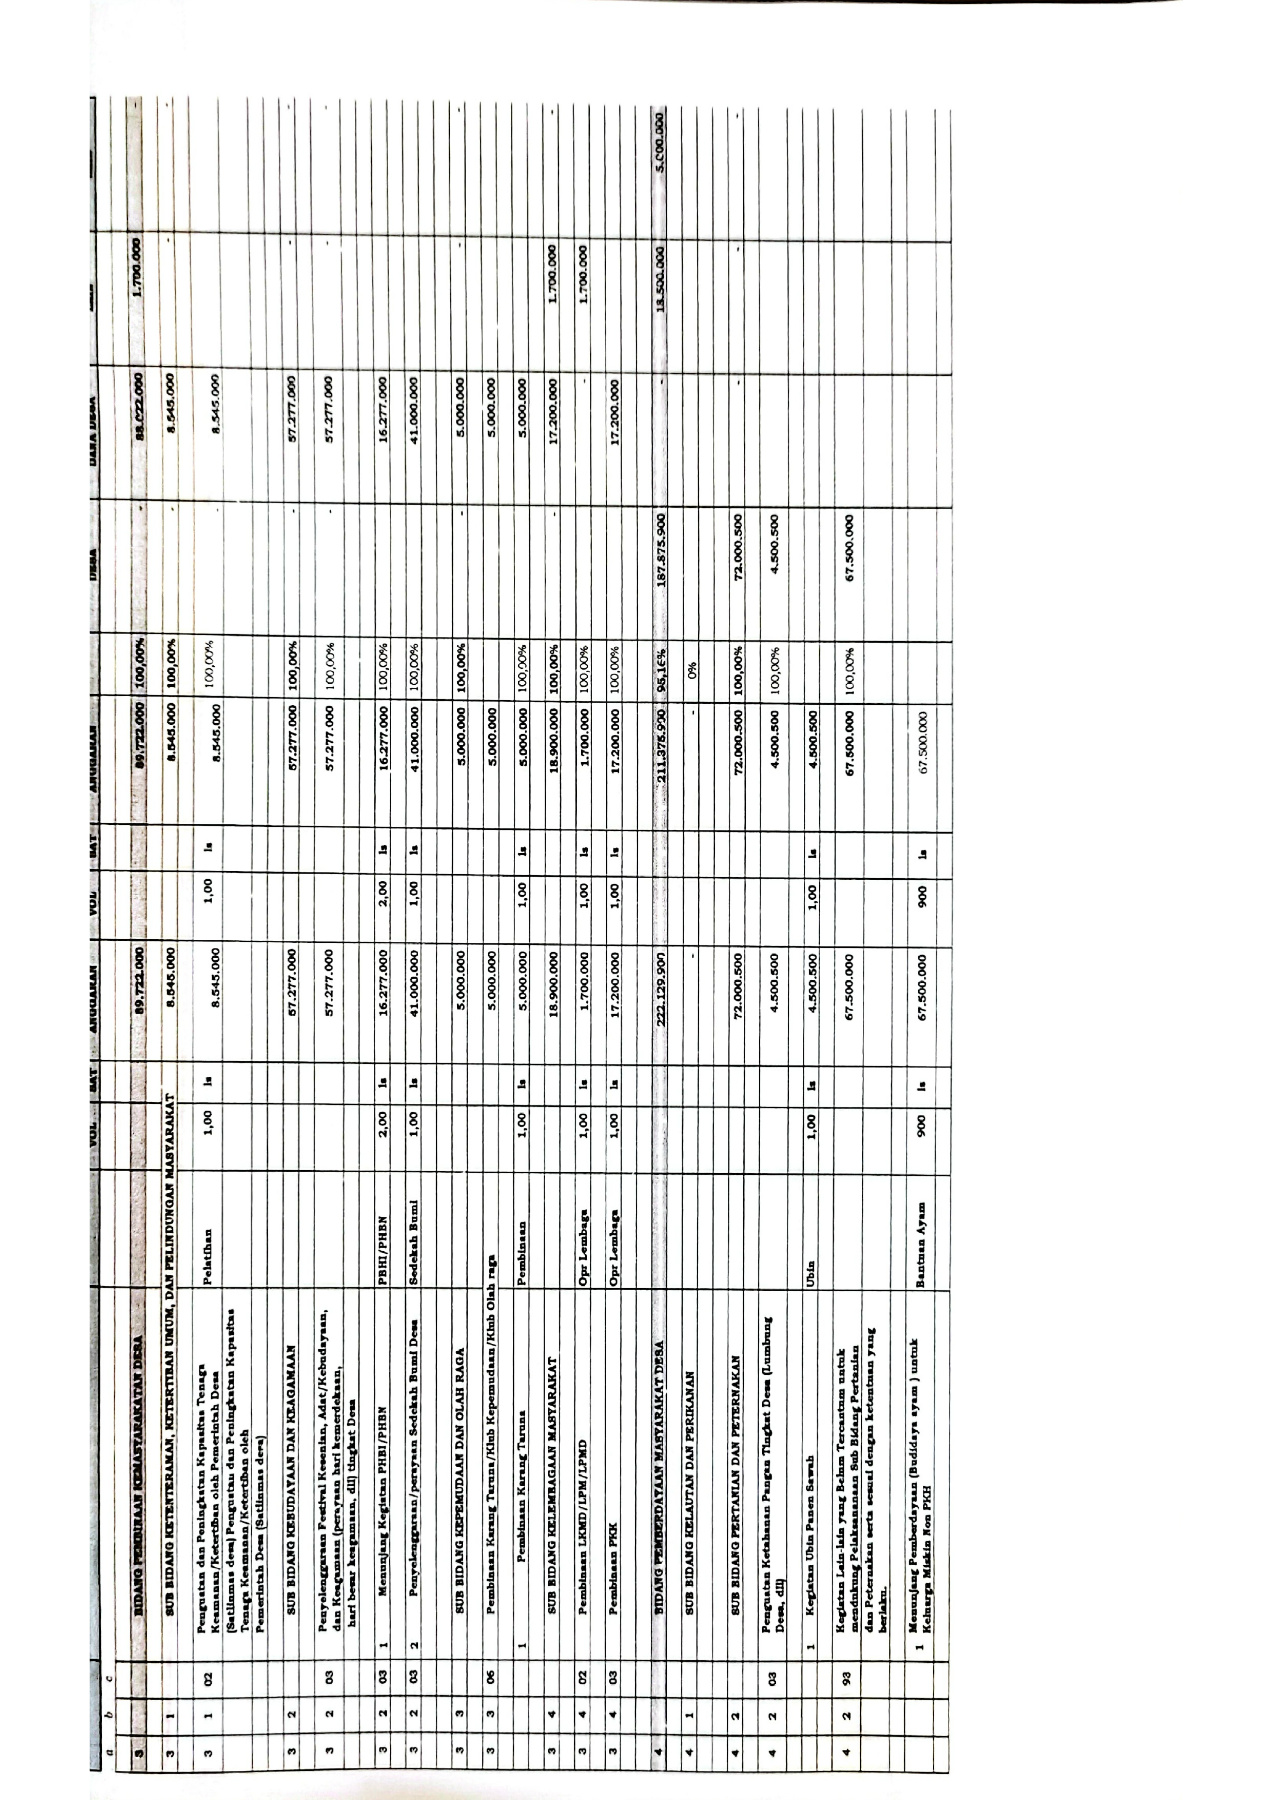 VOL SAT ANGGARAN VOL SAT ANGGARAN DESA DANA DESA
a b c
3 BIDANG PEMBINAAN KEMASYARAKATAN DESA 89.722.000 89.722.000 100,00% - 88.022.000 1.700.000 -
3 1 SUB BIDANG KETENTERAMAN, KETERTIBAN UMUM, DAN PELINDUNGAN MASYARAKAT 8.545.000 8.545.000 100,00% - 8.545.000 - -
3 1 02 Penguatan dan Peningkatan Kapasitas Tenaga Pelatihan 1,00 ls 8.545.000 1,00 ls 8.545.000 100,00% - 8.545.000
Keamanan/Ketertiban oleh Pemerintah Desa
(Satlinmas desa) Penguatau dan Peningkatan Kapasitas
Tenaga Keamanan/Ketertiban oleh
Pemerintah Desa (Satlinmas desa)
3 2 SUB BIDANG KEBUDAYAAN DAN KEAGAMAAN 57.277.000 57.277.000 100,00% - 57.277.000 - -
3 2 03 Penyelenggaraan Festival Kesenian, Adat/Kebudayaan, 57.277.000 57.277.000 100,00% - 57.277.000 - -
dan Keagamaan (perayaan hari kemerdekaan,
hari besar keagamaan, dll) tingkat Desa
3 2 03 1 Menunjang Kegiatan PHBI/PHBN PBHI/PHBN 2,00 ls 16.277.000 2,00 ls 16.277.000 100,00% 16.277.000
3 2 03 2 Penyelenggaraan/perayaan Sedekah Bumi Desa Sedekah Bumi 1,00 ls 41.000.000 1,00 ls 41.000.000 100,00% 41.000.000
3 3 SUB BIDANG KEPEMUDAAN DAN OLAH RAGA 5.000.000 5.000.000 100,00% - 5.000.000 - -
3 3 06 Pembinaan Karang Taruna/Klub Kepemudaan/Klub Olah raga 5.000.000 5.000.000 5.000.000
1 Pembinaan Karang Taruna Pembinaan 1,00 ls 5.000.000 1,00 ls 5.000.000 100,00% 5.000.000
3 4 SUB BIDANG KELEMBAGAAN MASYARAKAT 18.900.000 18.900.000 100,00% - 17.200.000 1.700.000 -
3 4 02 Pembinaan LKMD/LPM/LPMD Opr Lembaga 1,00 ls 1.700.000 1,00 ls 1.700.000 100,00% - 1.700.000
3 4 03 Pembinaan PKK Opr Lembaga 1,00 ls 17.200.000 1,00 ls 17.200.000 100,00% 17.200.000
4 BIDANG PEMBERDAYAAN MASYARAKAT DESA 222.129.900 211.375.900 95,16% 187.875.900 - 18.500.000 5.000.000
4 1 SUB BIDANG KELAUTAN DAN PERIKANAN - - 0%
4 2 SUB BIDANG PERTANIAN DAN PETERNAKAN 72.000.500 72.000.500 100,00% 72.000.500 - - -
4 2 03 Penguatan Ketahanan Pangan Tingkat Desa (Lumbung 4.500.500 4.500.500 100,00% 4.500.500
Desa, dll)
1 Kegiatan Ubin Panen Sawah Ubin 1,00 ls 4.500.500 1,00 ls 4.500.500
4 2 93 Kegiatan Lain-lain yang Belum Tercantum untuk 67.500.000 67.500.000 100,00% 67.500.000
mendukung Pelaksananaan Sub Bidang Pertanian
dan Peternakan serta sesuai dengan ketentuan yang
berlaku.
1 Menunjang Pemberdayaan (Budidaya ayam ) untuk Bantuan Ayam 900 ls 67.500.000 900 ls 67.500.000
Keluarga Miskin Non PKH